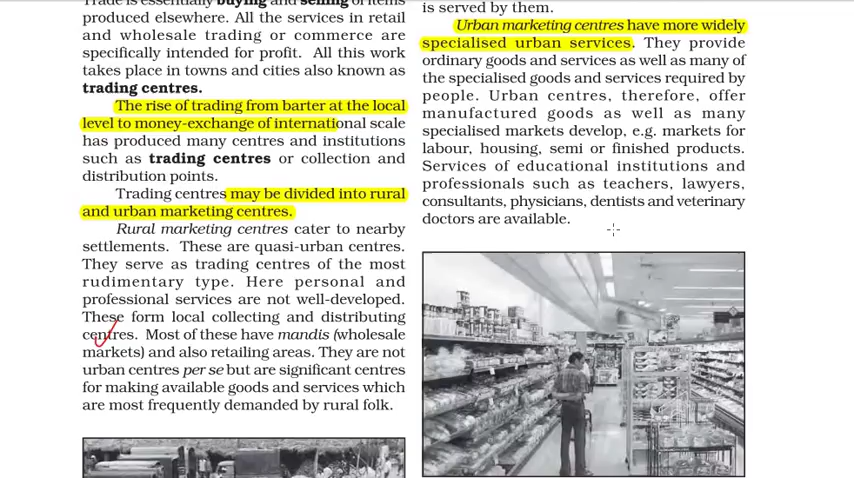 Trade is essentially buying and selling of items
produced elsewhere. All the services in retail
and wholesale trading or commerce are
specifically intended for profit. All this work
takes place in towns and cities also known as
trading centres.
The rise of trading from barter at the local
level to money-exchange of international scale
has produced many centres and institutions
such as trading centres or collection and
distribution points.
Trading centres may be divided into rural
and urban marketing centres.
Rural marketing centres cater to nearby
settlements. These are quasi-urban centres.
They serve as trading centres of the most
rudimentary type. Here personal and
professional services are not well-developed.
These form local collecting and distributing
centres. Most of these have mandis (wholesale
markets) and also retailing areas. They are not
urban centres per se but are significant centres
for making available goods and services which
are most frequently demanded by rural folk.
is served by them.
Urban marketing centres have more widely
specialised urban services. They provide
ordinary goods and services as well as many of
the specialised goods and services required by
people. Urban centres, therefore, offer
manufactured goods as well as many
specialised markets develop, e.g. markets for
labour, housing, semi or finished products.
Services of educational institutions and
professionals such as teachers, lawyers,
consultants, physicians, dentists and veterinary
doctors are available.